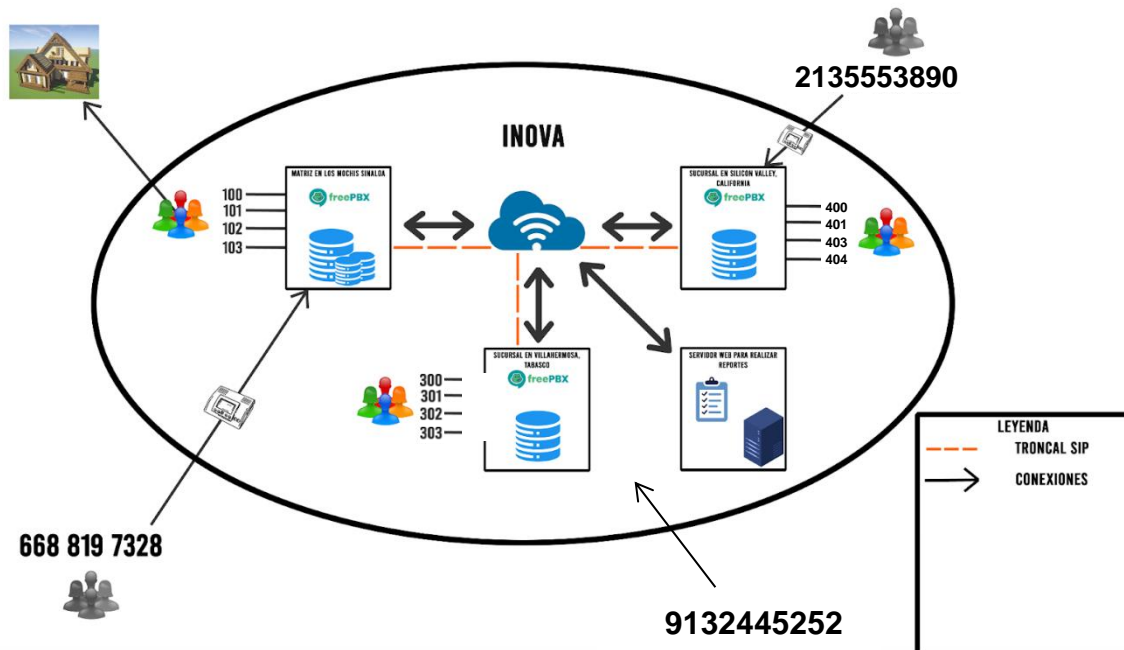 2135553890
INOVA
MATRIZ EN LOS MOCHIS SINALOA
freePBX
100
101
102
103
SUCURSAL EN SILICON VALLEY,
CALIFORNIA
freePBX
400
401
403
404
SUCURSAL EN VILLAHERMOSA,
TABASCO
freePBX
300
301
302
303
SERVIDOR WEB PARA REALIZAR
REPORTES
LEYENDA
TRONCAL SIP
CONEXIONES
668 819 7328
9132445252